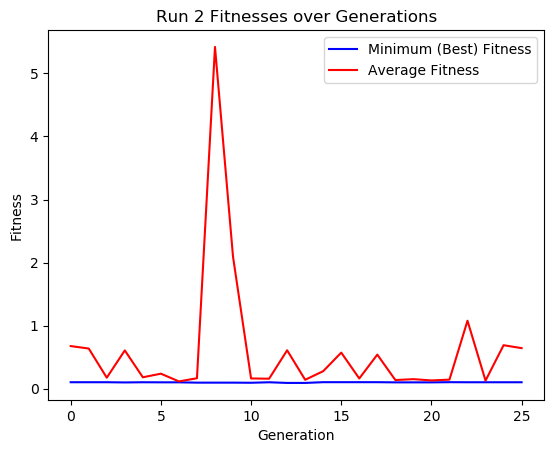 Run 2 Fitnesses over Generations
Minimum (Best) Fitness
Average Fitness
Fitness
5
4
3
2
1
0
0 5 10 15 20 25
Generation